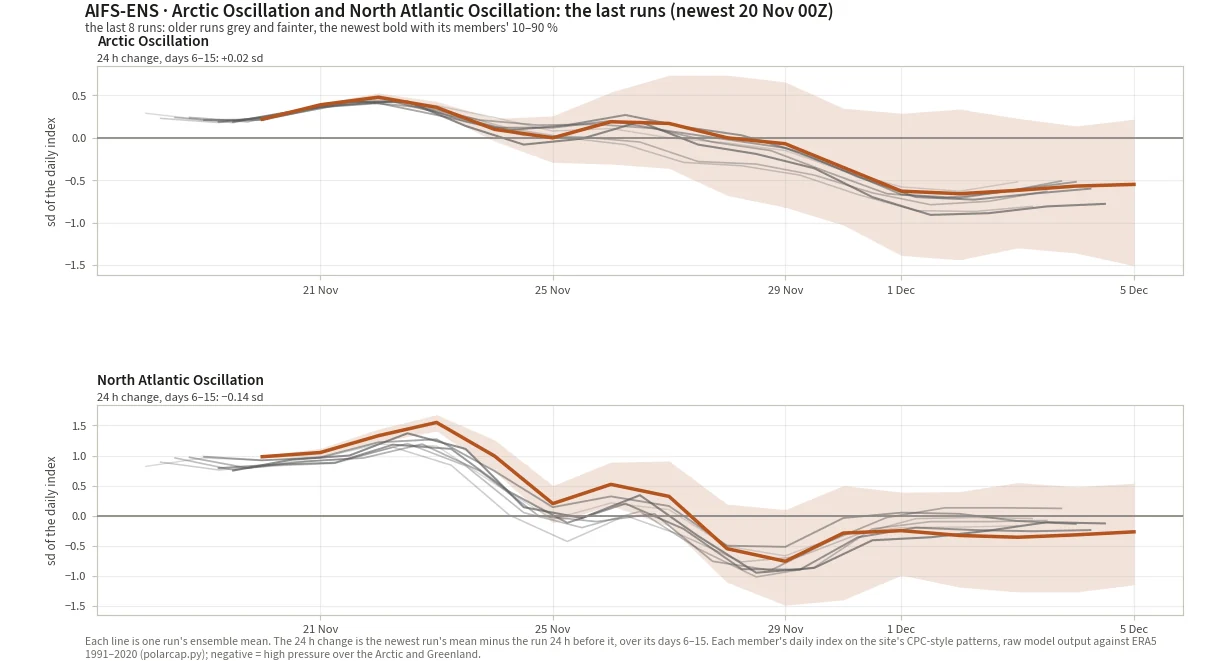 AIFS-ENS · Arctic Oscillation and North Atlantic Oscillation: the last runs (newest 20 Nov 00Z)
the last 8 runs: older runs grey and fainter, the newest bold with its members' 10–90 %
Arctic Oscillation
24 h change, days 6–15: +0.02 sd
sd of the daily index
0.5
0.0
−0.5
−1.0
−1.5
21 Nov 25 Nov 29 Nov 1 Dec 5 Dec
North Atlantic Oscillation
24 h change, days 6–15: −0.14 sd
sd of the daily index
1.5
1.0
0.5
0.0
−0.5
−1.0
−1.5
21 Nov 25 Nov 29 Nov 1 Dec 5 Dec
Each line is one run's ensemble mean. The 24 h change is the newest run's mean minus the run 24 h before it, over its days 6–15. Each member's daily index on the site's CPC-style patterns, raw model output against ERA5
1991–2020 (polarcap.py); negative = high pressure over the Arctic and Greenland.